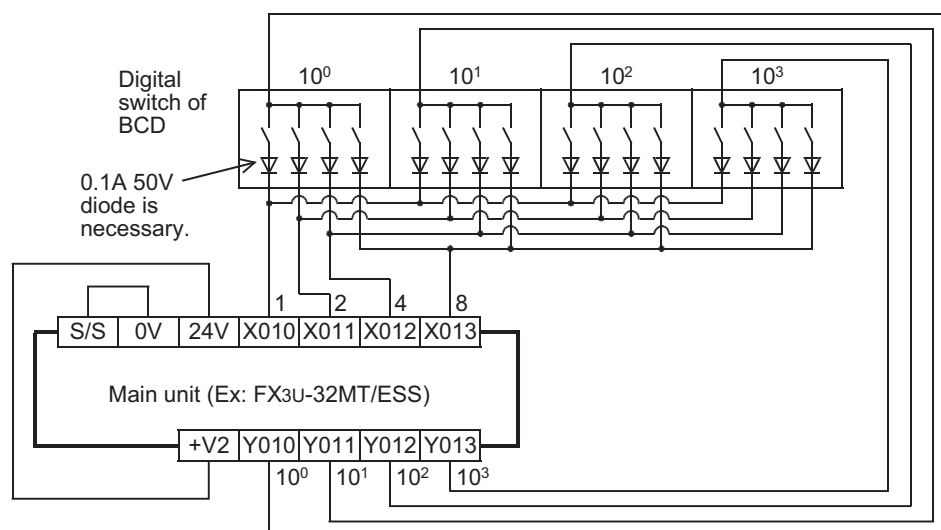 10⁰ 10¹ 10² 10³
Digital
switch of
BCD
0.1A 50V
diode is
necessary.
1 2 4 8
S/S 0V 24V X010 X011 X012 X013
Main unit (Ex: FX3U-32MT/ESS)
+V2 Y010 Y011 Y012 Y013
10⁰ 10¹ 10² 10³